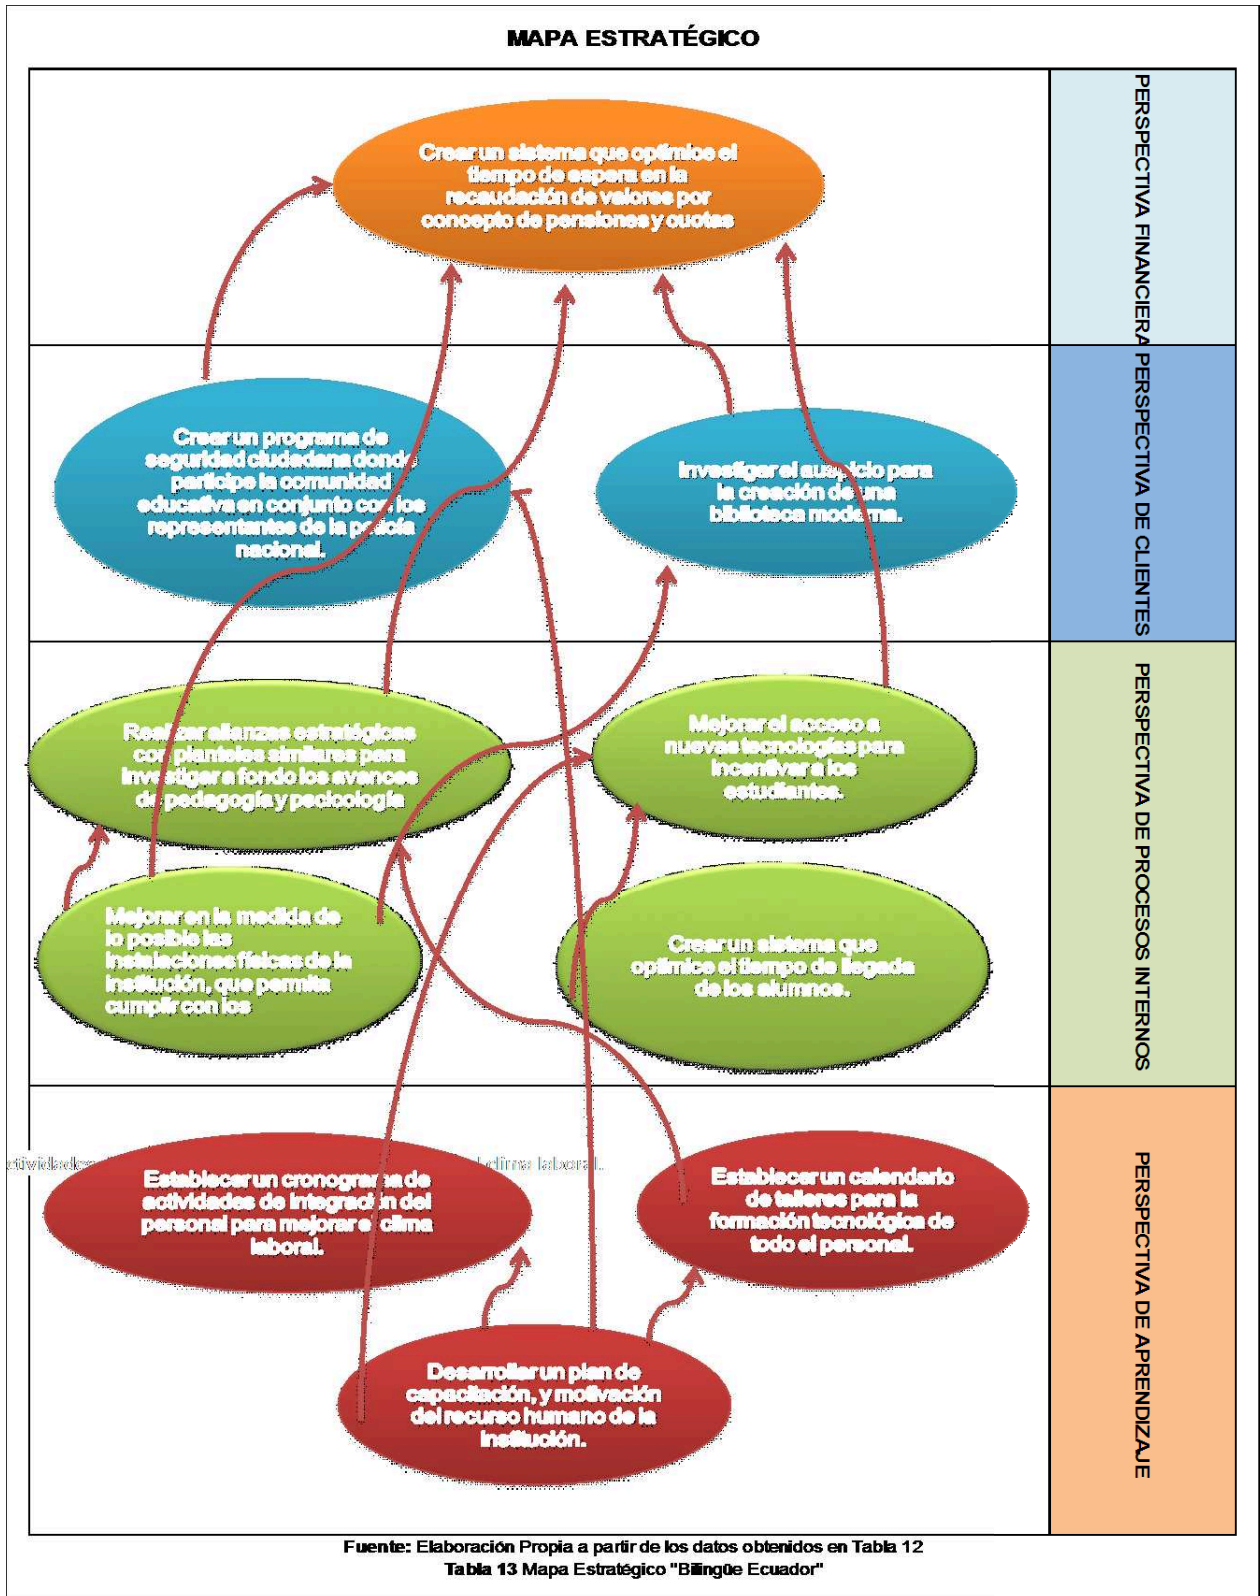 MAPA ESTRATÉGICO
Crear un sistema que optimice el
tiempo de espera en la
recaudación de valores por
concepto de pensiones y cuotas
PERSPECTIVA FINANCIERA
Crear un programa de
seguridad ciudadana donde
participe la comunidad
educativa en conjunto con los
representantes de la policía
nacional.
Investigar el auspicio para
la creación de una
biblioteca moderna.
PERSPECTIVA DE CLIENTES
Realizar alianzas estratégicas
con planteles similares para
investigar a fondo los avances
de pedagogía y psicología
Mejorar el acceso a
nuevas tecnologías para
incentivar a los
estudiantes.
Mejorar en la medida de
lo posible las
instalaciones físicas de la
institución, que permita
cumplir con los
Crear un sistema que
optimice el tiempo de llegada
de los alumnos.
PERSPECTIVA DE PROCESOS INTERNOS
ctividades clima laboral.
Establecer un cronograma de
actividades de integración del
personal para mejorar el clima
laboral.
Establecer un calendario
de talleres para la
formación tecnológica de
todo el personal.
Desarrollar un plan de
capacitación, y motivación
del recurso humano de la
institución.
PERSPECTIVA DE APRENDIZAJE
Fuente: Elaboración Propia a partir de los datos obtenidos en Tabla 12
Tabla 13 Mapa Estratégico "Bilingüe Ecuador"